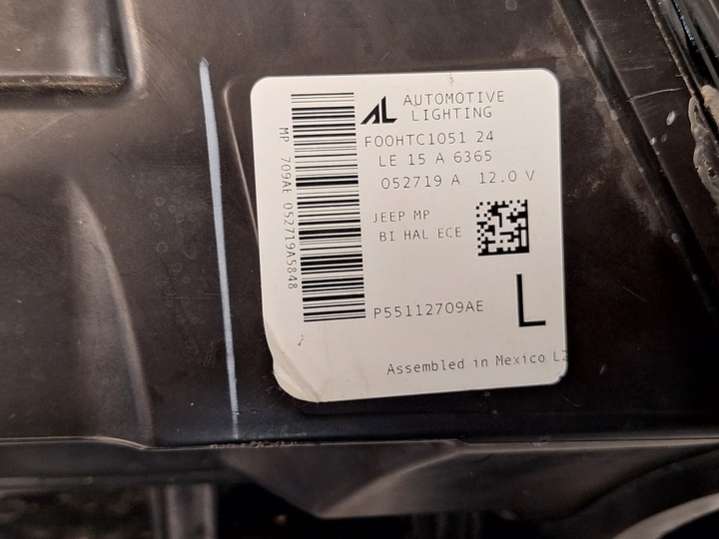 AL AUTOMOTIVE
LIGHTING
F00HTC1051 24
LE 15 A 6365
052719 A 12.0 V
JEEP MP
BI HAL ECE
P55112709AE
L
Assembled in Mexico
MP 709AE 052719A5848